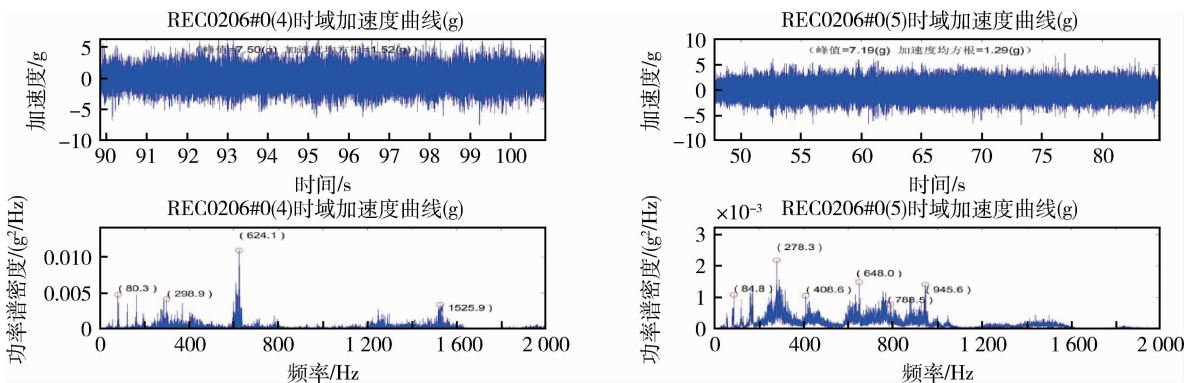 REC0206#0(4)时域加速度曲线(g)
(峰值=7.50(g) 加速度均方根=1.52(g))
加速度/g
5
0
−5
−10
90 91 92 93 94 95 96 97 98 99 100
时间/s
REC0206#0(5)时域加速度曲线(g)
(峰值=7.19(g) 加速度均方根=1.29(g))
加速度/g
10
5
0
−5
−10
50 55 60 65 70 75 80
时间/s
REC0206#0(4)时域加速度曲线(g)
功率谱密度/(g²/Hz)
0.010
0.005
0
(624.1)
(80.3)
(298.9)
1525.9)
0 400 800 1 200 1 600 2 000
频率/Hz
REC0206#0(5)时域加速度曲线(g)
×10⁻³
功率谱密度/(g²/Hz)
3
2
1
0
(278.3)
(648.0)
(84.8)
(408.6)
(788.5)
(945.6)
0 400 800 1 200 1 600 2 000
频率/Hz